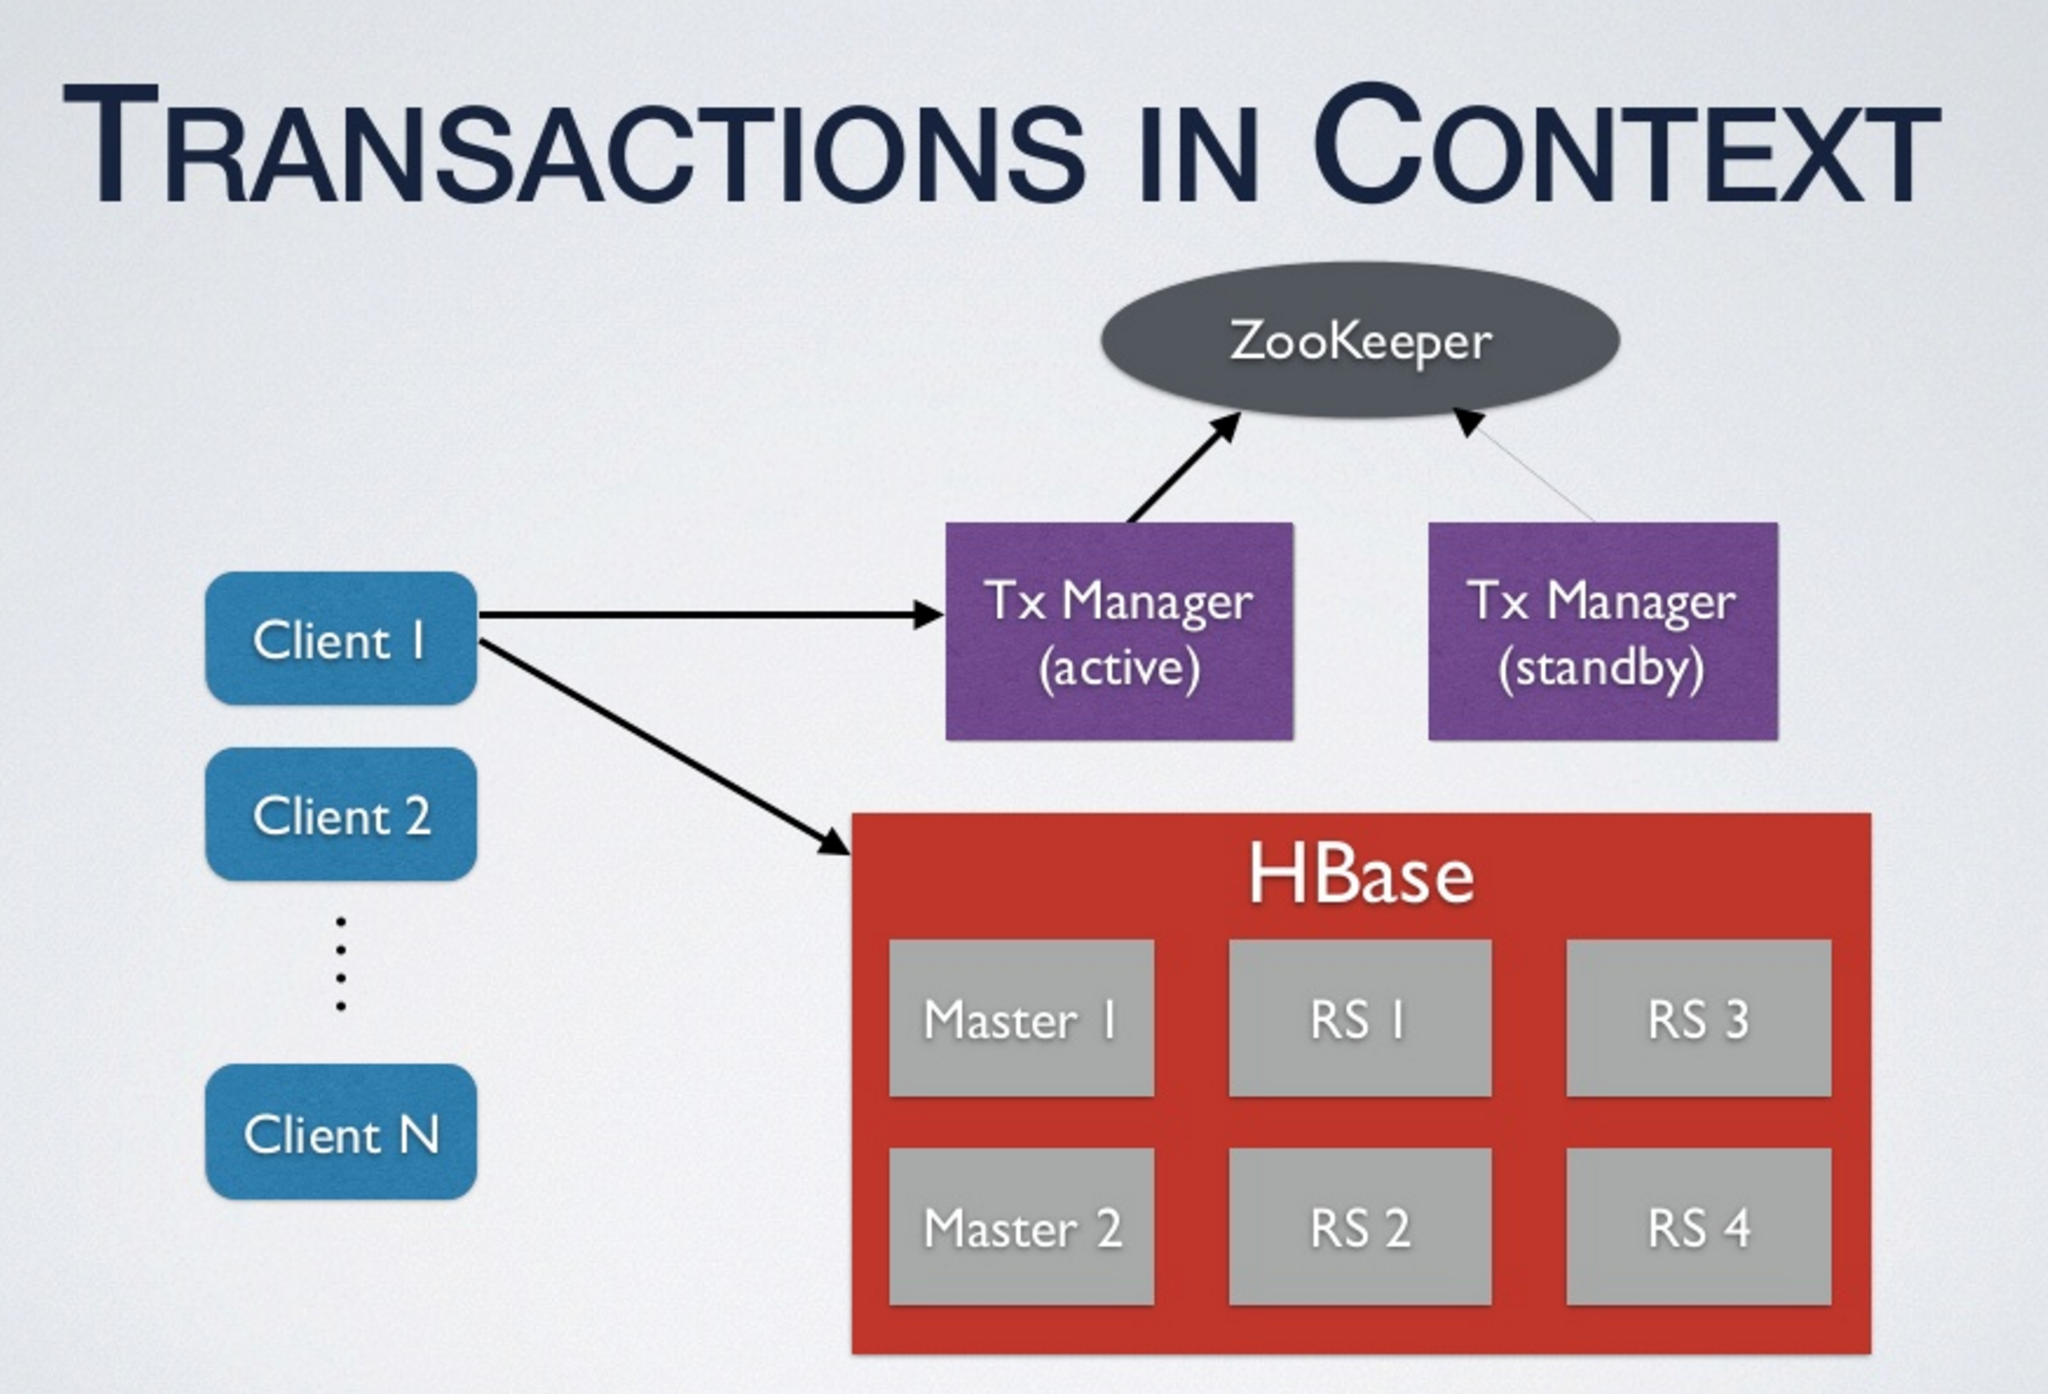 TRANSACTIONS IN CONTEXT
ZooKeeper
Tx Manager
(active)
Tx Manager
(standby)
Client 1
Client 2
Client N
HBase
Master 1
RS 1
RS 3
Master 2
RS 2
RS 4